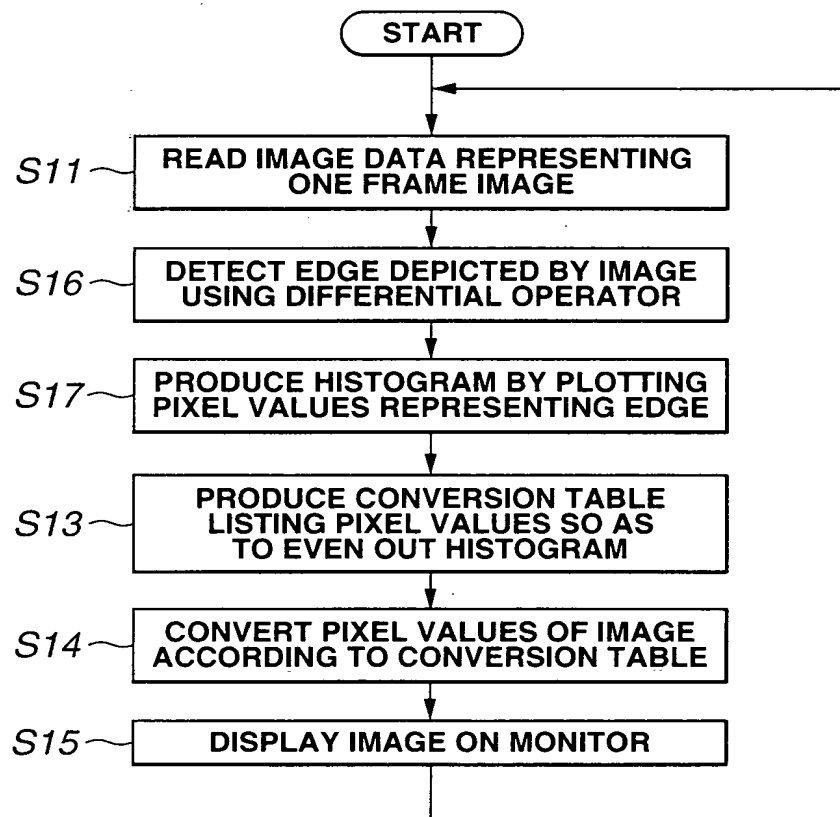 START
S11
READ IMAGE DATA REPRESENTING
ONE FRAME IMAGE
S16
DETECT EDGE DEPICTED BY IMAGE
USING DIFFERENTIAL OPERATOR
S17
PRODUCE HISTOGRAM BY PLOTTING
PIXEL VALUES REPRESENTING EDGE
S13
PRODUCE CONVERSION TABLE
LISTING PIXEL VALUES SO AS
TO EVEN OUT HISTOGRAM
S14
CONVERT PIXEL VALUES OF IMAGE
ACCORDING TO CONVERSION TABLE
S15
DISPLAY IMAGE ON MONITOR